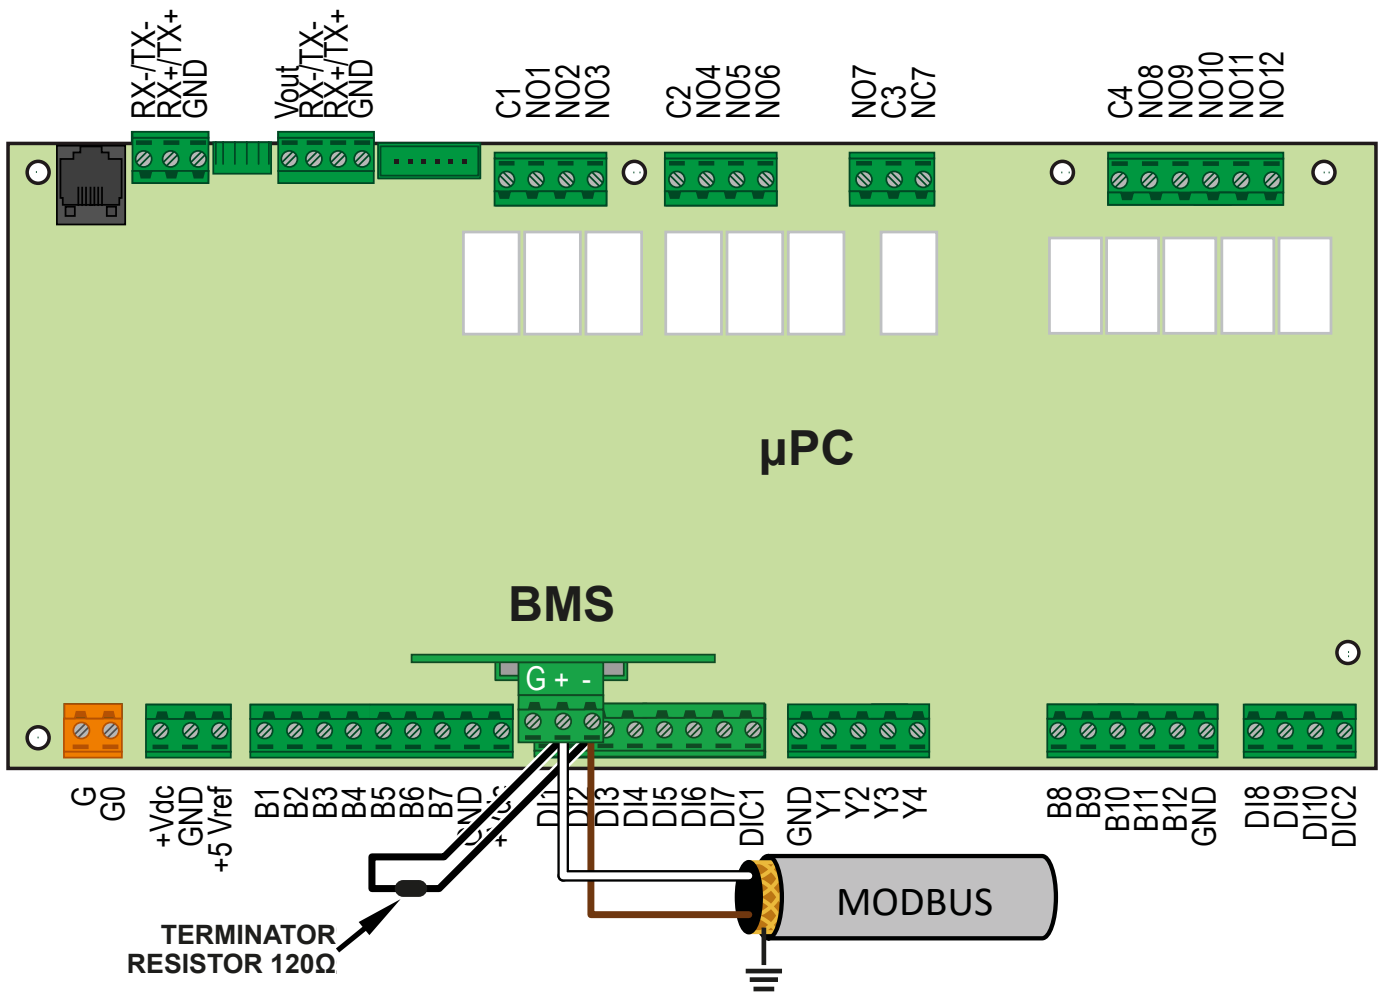 RX-/TX-
RX+/TX+
GND
Vout
RX-/TX-
RX+/TX+
GND
C1
NO1
NO2
NO3
C2
NO4
NO5
NO6
NO7
C3
NC7
C4
NO8
NO9
NO10
NO11
NO12
µPC
BMS
G + -
G
G0
+Vdc
GND
+5 Vref
B1
B2
B3
B4
B5
B6
B7
GND
DI1
DI2
DI3
DI4
DI5
DI6
DI7
DIC1
GND
Y1
Y2
Y3
Y4
B8
B9
B10
B11
B12
GND
DI8
DI9
DI10
DIC2
MODBUS
TERMINATOR
RESISTOR 120Ω